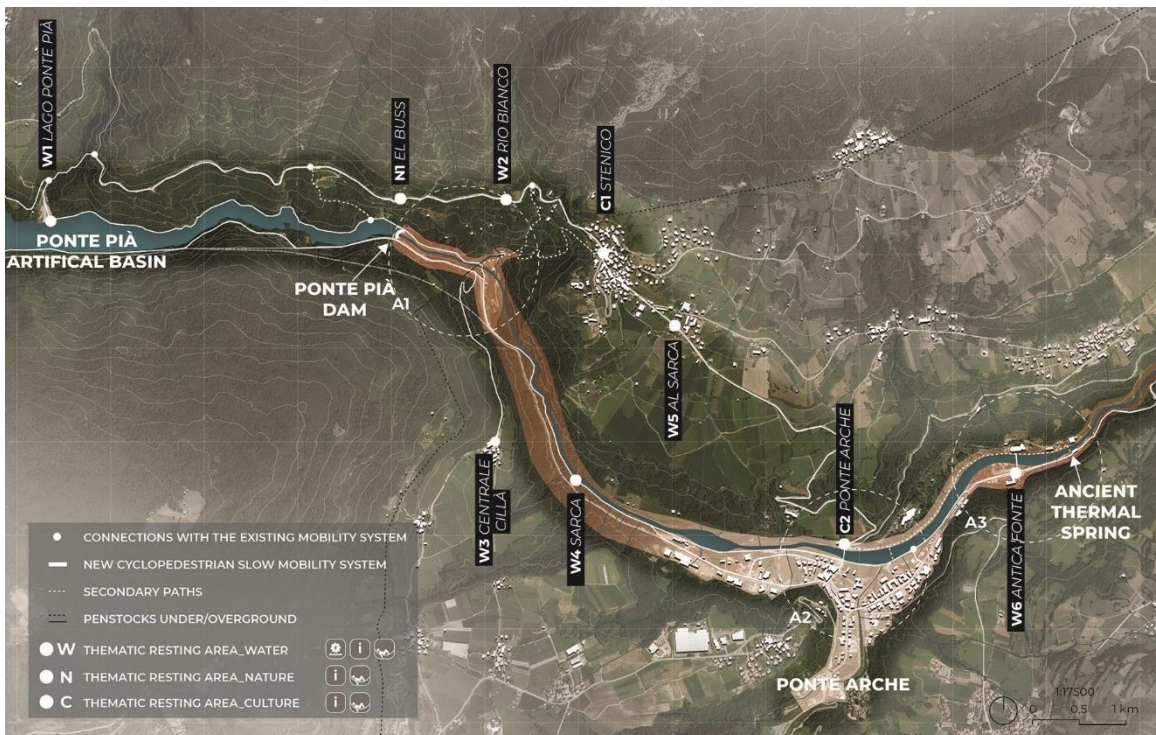 W1 LAGO PONTE PIÀ
N1 EL BUSS
W2 RIO BIANCO
C1 STENICO
PONTE PIÀ
ARTIFICAL BASIN
PONTE PIÀ
DAM
A1
W5 AL SARCA
W3 CENTRALE
CILLÀ
W4 SARCA
C2 PONTE ARCHE
A3
W6 ANTICA FONTE
ANCIENT
THERMAL
SPRING
A2
PONTE ARCHE
CONNECTIONS WITH THE EXISTING MOBILITY SYSTEM
NEW CYCLOPEDESTRIAN SLOW MOBILITY SYSTEM
SECONDARY PATHS
PENSTOCKS UNDER/OVERGROUND
W THEMATIC RESTING AREA_WATER
i
N THEMATIC RESTING AREA_NATURE
i
C THEMATIC RESTING AREA_CULTURE
i
1:17500
0 0,5 1 km